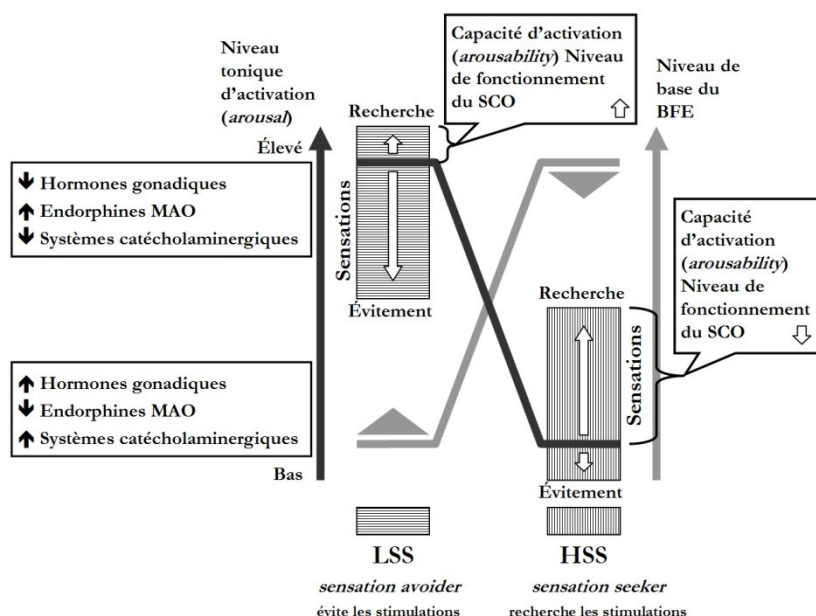 Niveau
tonique
d'activation
(arousal)
Élevé
Capacité d'activation
(arousability) Niveau
de fonctionnement
du SCO
Niveau de
base du
BFE
Recherche
Sensations
Évitement
Hormones gonadiques
Endorphines MAO
Systèmes catécholaminergiques
Capacité
d'activation
(arousability)
Niveau de
fonctionnement
du SCO
Recherche
Sensations
Évitement
Hormones gonadiques
Endorphines MAO
Systèmes catécholaminergiques
Bas
LSS
sensation avoider
évite les stimulations
HSS
sensation seeker
recherche les stimulations